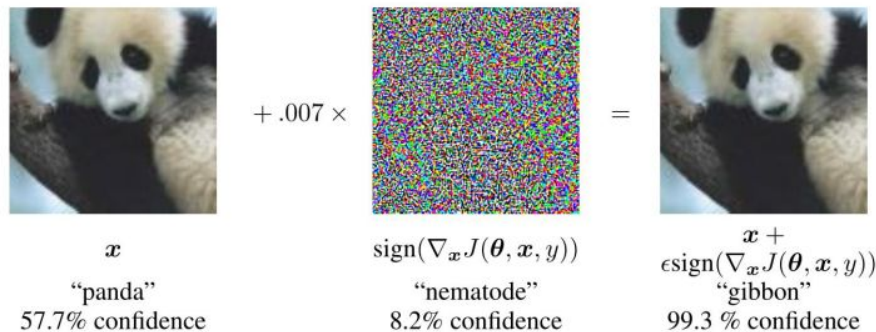 + .007 ×
=
x
sign(∇ₓJ(θ, x, y))
x +
ϵsign(∇ₓJ(θ, x, y))
“panda”
“nematode”
“gibbon”
57.7% confidence
8.2% confidence
99.3 % confidence